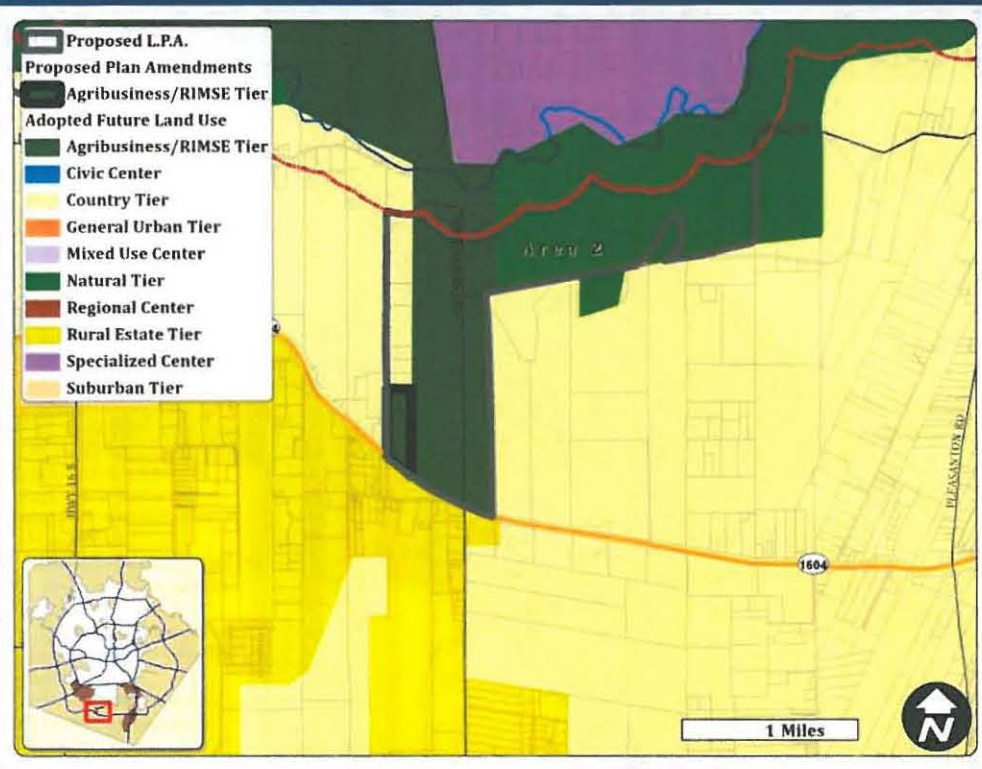 Proposed L.P.A.
Proposed Plan Amendments
Agribusiness/RIMSE Tier
Adopted Future Land Use
Agribusiness/RIMSE Tier
Civic Center
Country Tier
General Urban Tier
Mixed Use Center
Natural Tier
Regional Center
Rural Estate Tier
Specialized Center
Suburban Tier
Area 2
HWY 16 S
PLEASANTON RD
1604
1 Miles
N